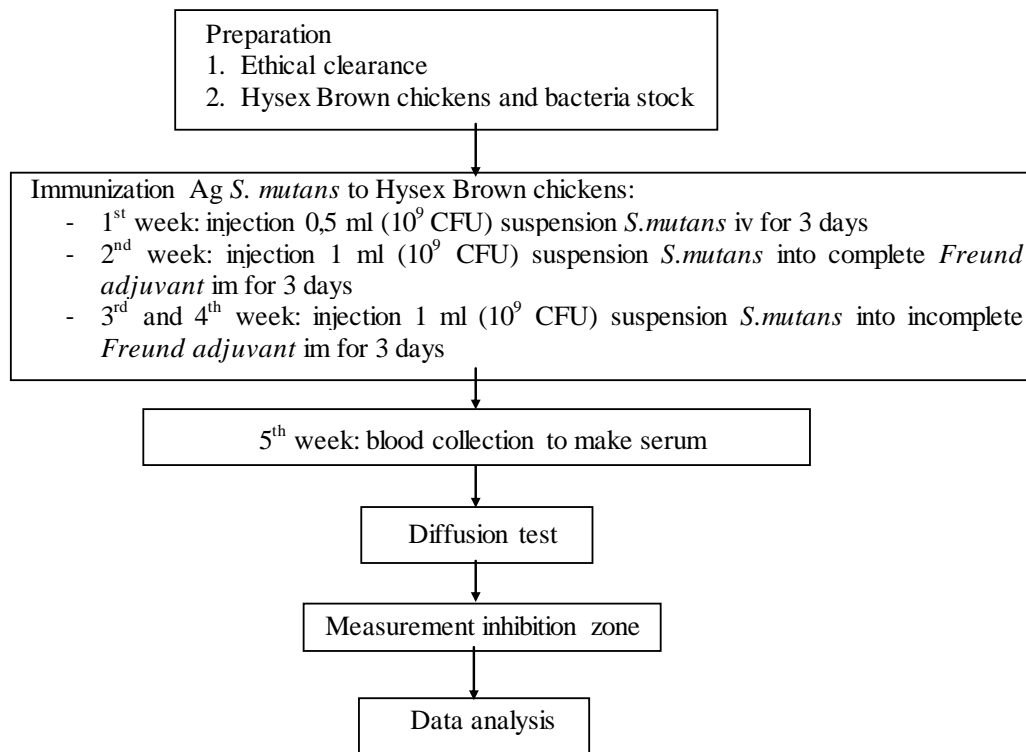 Preparation
1. Ethical clearance
2. Hysex Brown chickens and bacteria stock
Immunization Ag S. mutans to Hysex Brown chickens:
- 1st week: injection 0,5 ml (10⁹ CFU) suspension S.mutans iv for 3 days
- 2nd week: injection 1 ml (10⁹ CFU) suspension S.mutans into complete Freund
adjuvant im for 3 days
- 3rd and 4th week: injection 1 ml (10⁹ CFU) suspension S.mutans into incomplete
Freund adjuvant im for 3 days
5th week: blood collection to make serum
Diffusion test
Measurement inhibition zone
Data analysis